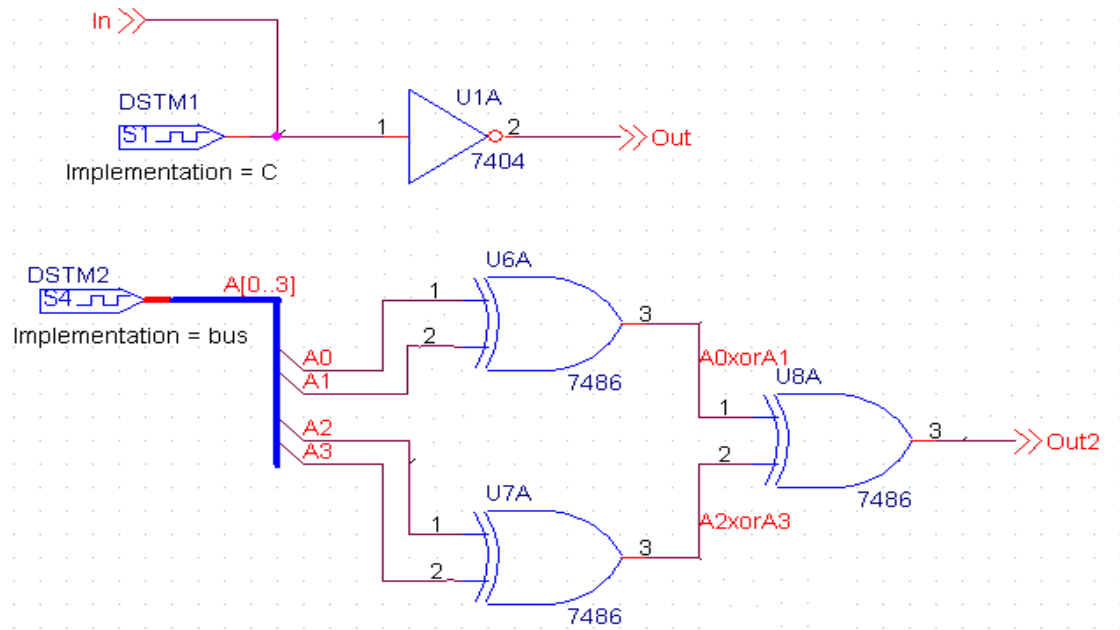 In
DSTM1
S1
Implementation = C
1
U1A
2
7404
Out
DSTM2
S4
A[0..3]
Implementation = bus
A0
A1
A2
A3
U6A
1
2
3
7486
A0xorA1
U7A
1
2
3
7486
A2xorA3
U8A
1
2
3
7486
Out2